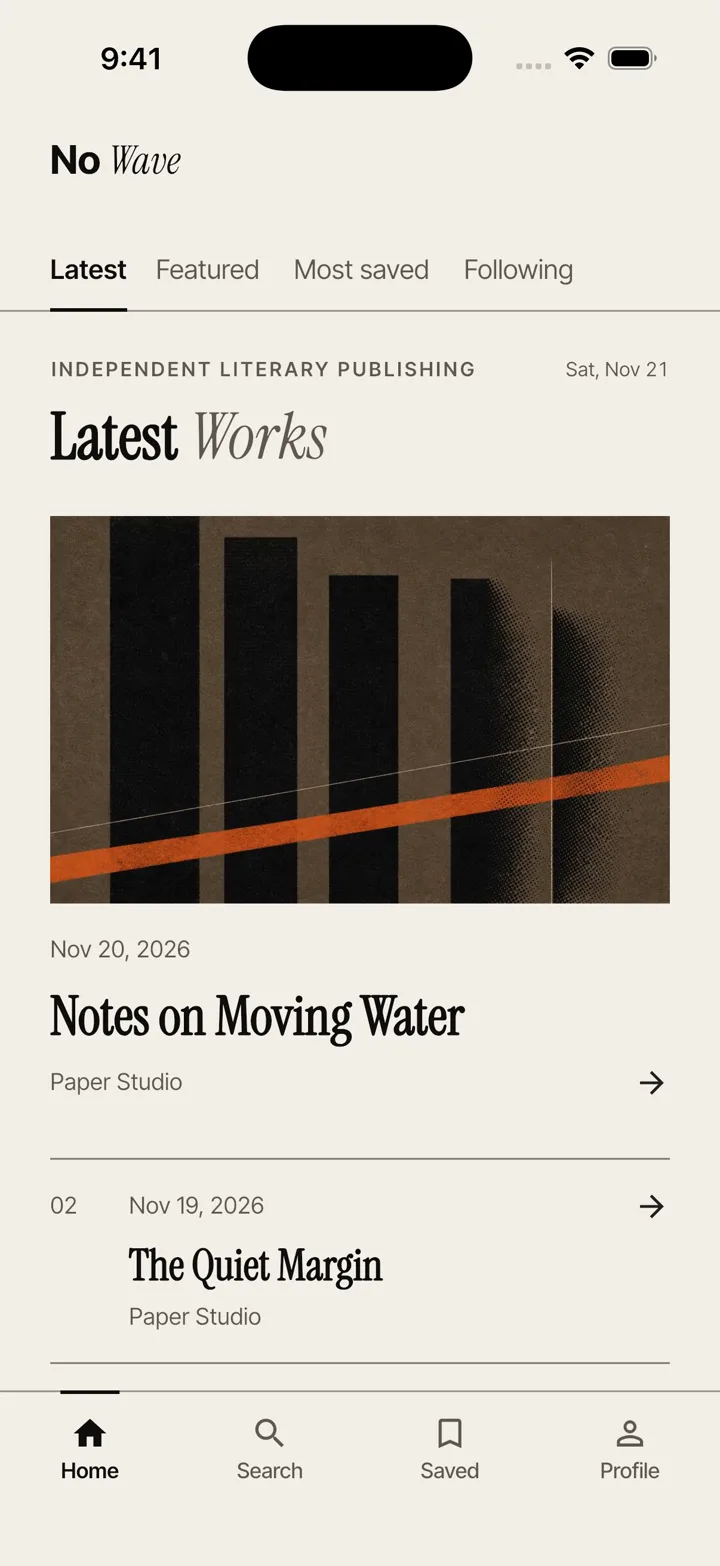 9:41
No Wave
Latest Featured Most saved Following
INDEPENDENT LITERARY PUBLISHING Sat, Nov 21
Latest Works
Nov 20, 2026
Notes on Moving Water
Paper Studio
02 Nov 19, 2026
The Quiet Margin
Paper Studio
Home Search Saved Profile